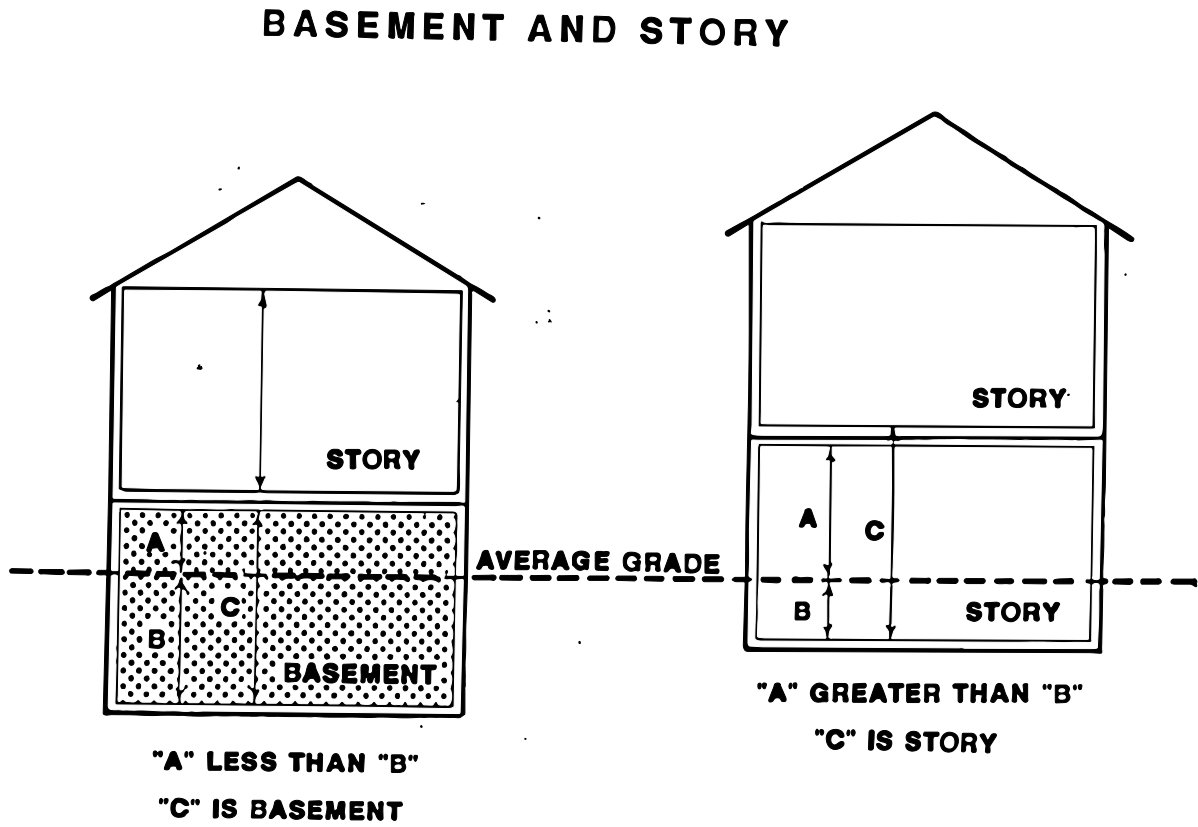 BASEMENT AND STORY
STORY
A
B
C
BASEMENT
"A" LESS THAN "B"
"C" IS BASEMENT
AVERAGE GRADE
STORY
A
C
B
STORY
"A" GREATER THAN "B"
"C" IS STORY